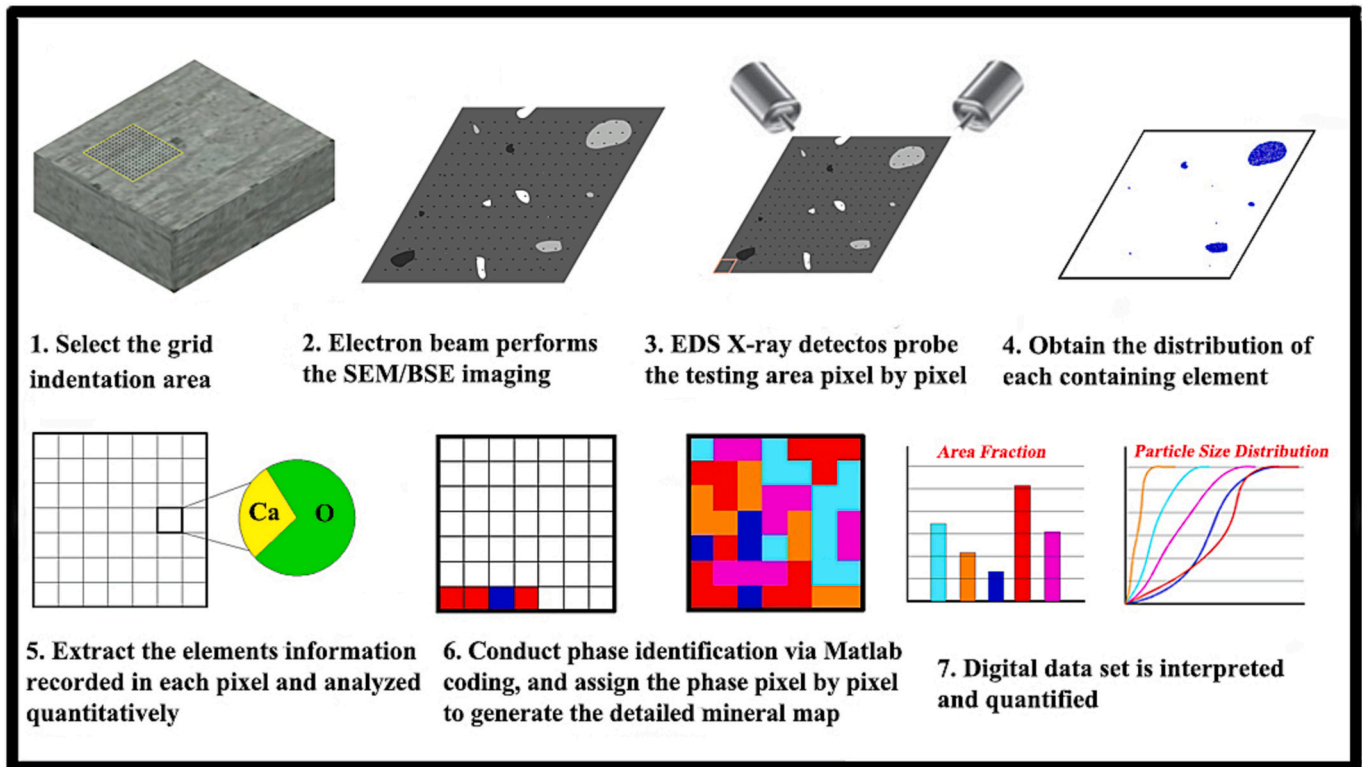 1. Select the grid
indentation area
2. Electron beam performs
the SEM/BSE imaging
3. EDS X-ray detectos probe
the testing area pixel by pixel
4. Obtain the distribution of
each containing element
Ca
O
Area Fraction
Particle Size Distribution
5. Extract the elements information
recorded in each pixel and analyzed
quantitatively
6. Conduct phase identification via Matlab
coding, and assign the phase pixel by pixel
to generate the detailed mineral map
7. Digital data set is interpreted
and quantified